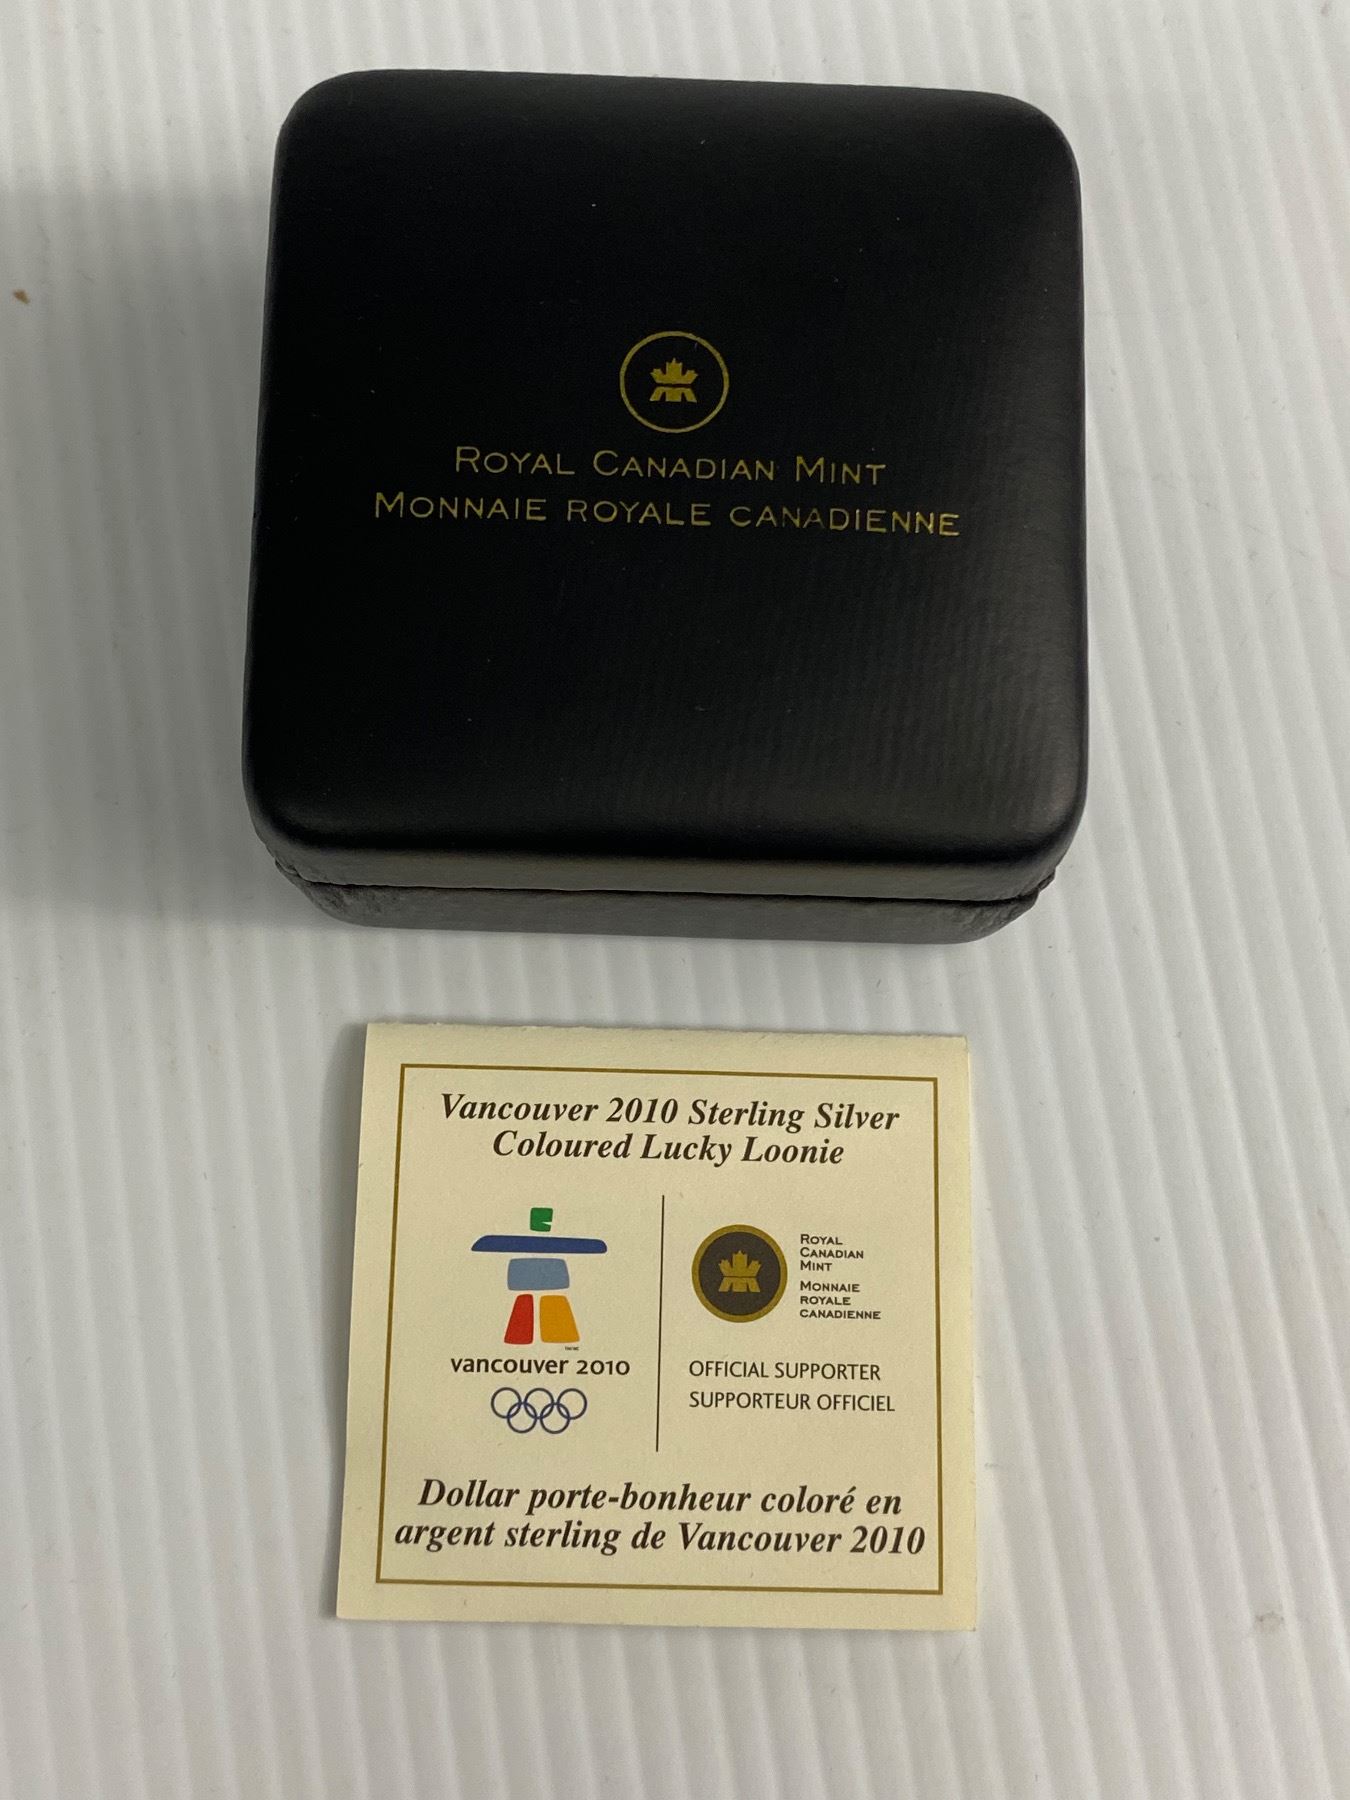 ROYAL CANADIAN MINT
MONNAIE ROYALE CANADIENNE
Vancouver 2010 Sterling Silver
Coloured Lucky Loonie
vancouver 2010
ROYAL
CANADIAN
MINT
MONNAIE
ROYALE
CANADIENNE
OFFICIAL SUPPORTER
SUPPORTEUR OFFICIEL
Dollar porte-bonheur coloré en
argent sterling de Vancouver 2010